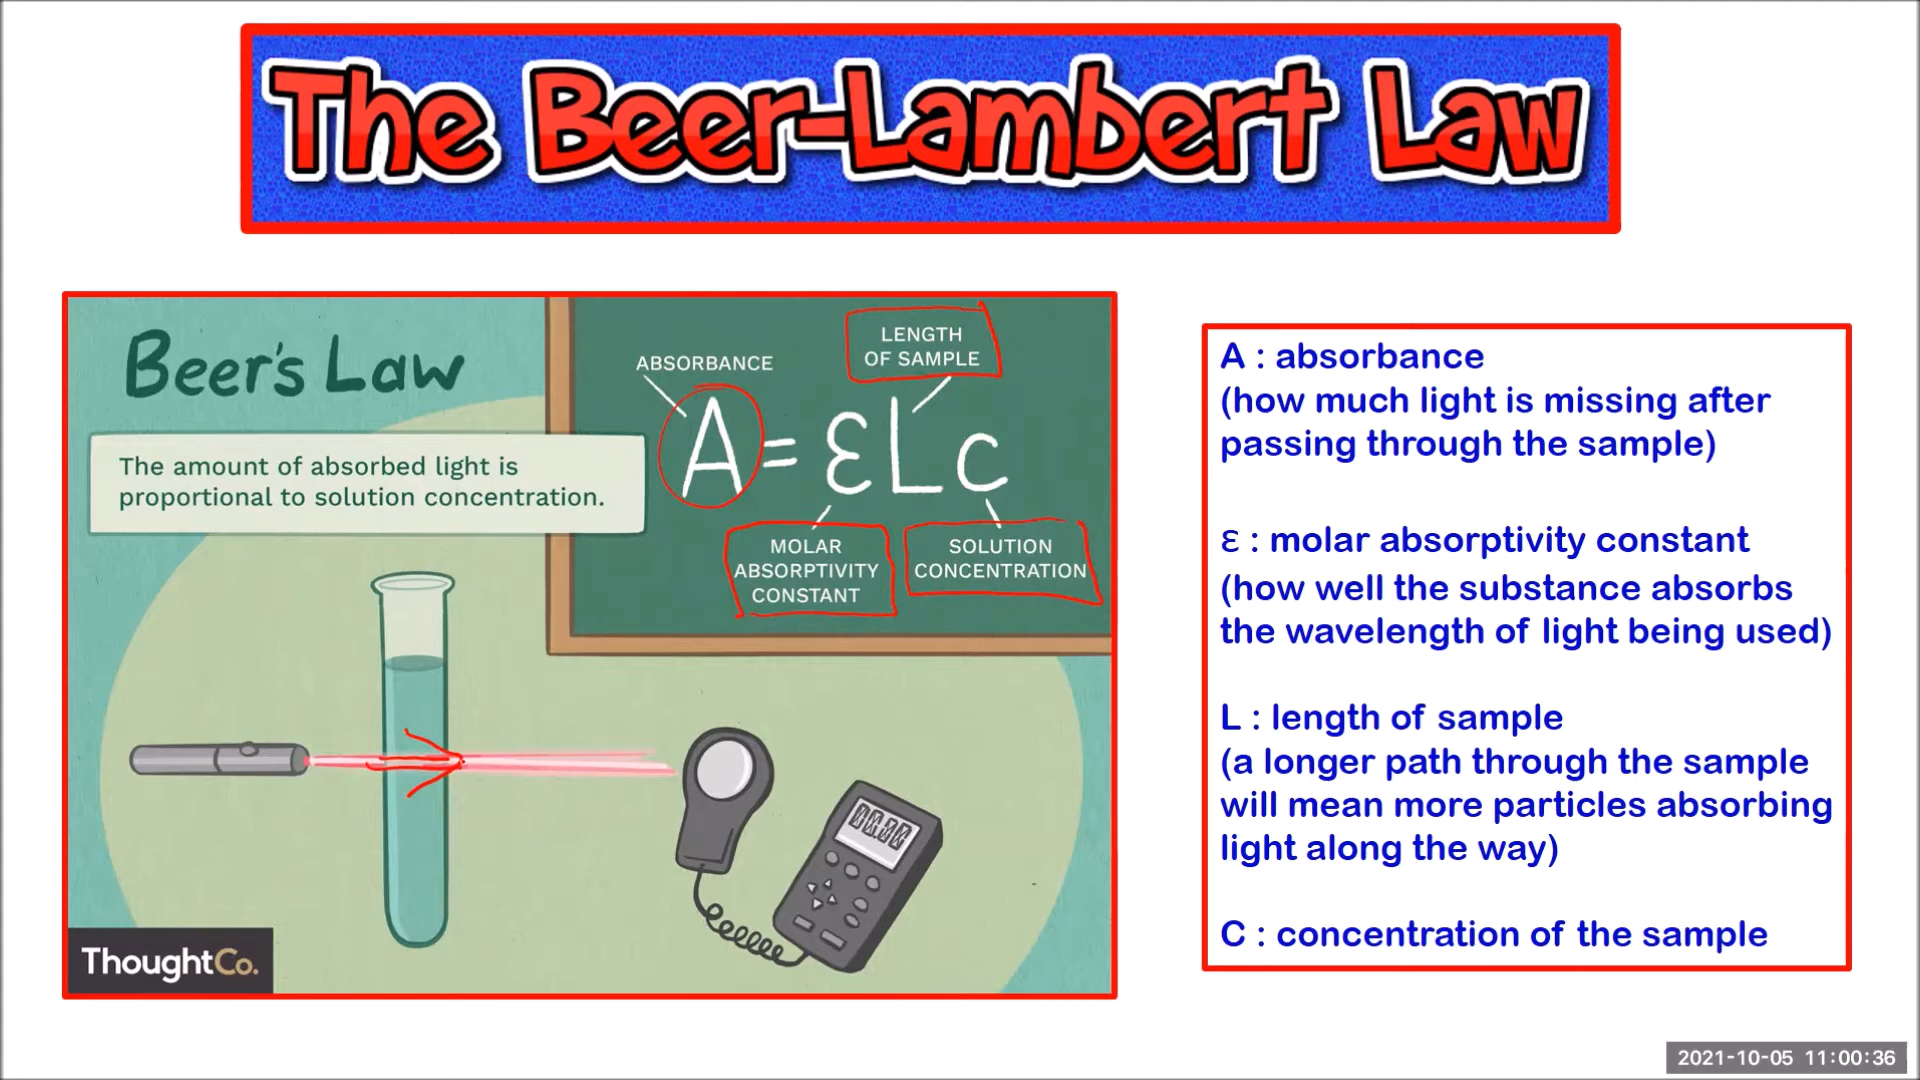 The Beer-Lambert Law
Beer's Law
The amount of absorbed light is
proportional to solution concentration.
ABSORBANCE
LENGTH
OF SAMPLE
A = εLc
MOLAR
ABSORPTIVITY
CONSTANT
SOLUTION
CONCENTRATION
00.00
ThoughtCo.
A : absorbance
(how much light is missing after
passing through the sample)
ε : molar absorptivity constant
(how well the substance absorbs
the wavelength of light being used)
L : length of sample
(a longer path through the sample
will mean more particles absorbing
light along the way)
C : concentration of the sample
2021-10-05 11:00:36